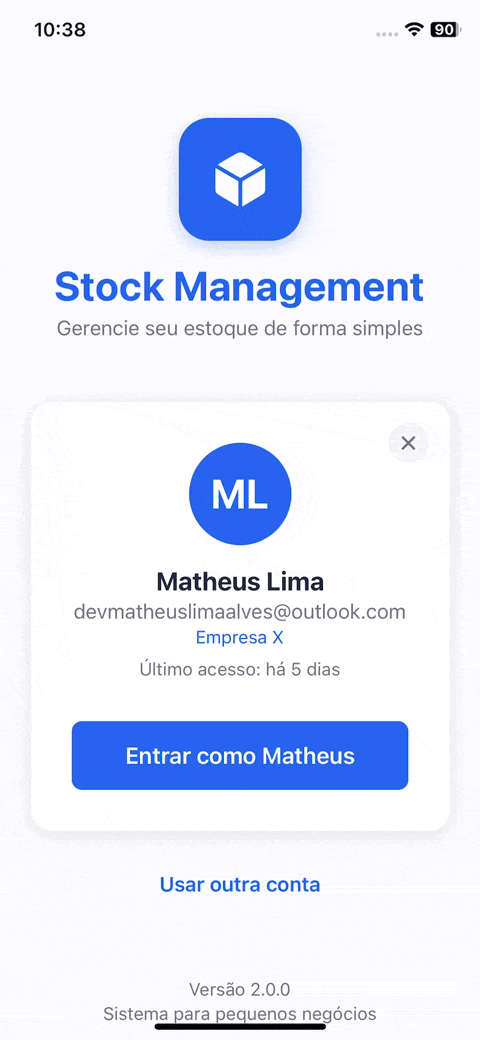 10:38
90
Stock Management
Gerencie seu estoque de forma simples
ML
Matheus Lima
devmatheuslimaalves@outlook.com
Empresa X
Último acesso: há 5 dias
Entrar como Matheus
Usar outra conta
Versão 2.0.0
Sistema para pequenos negócios